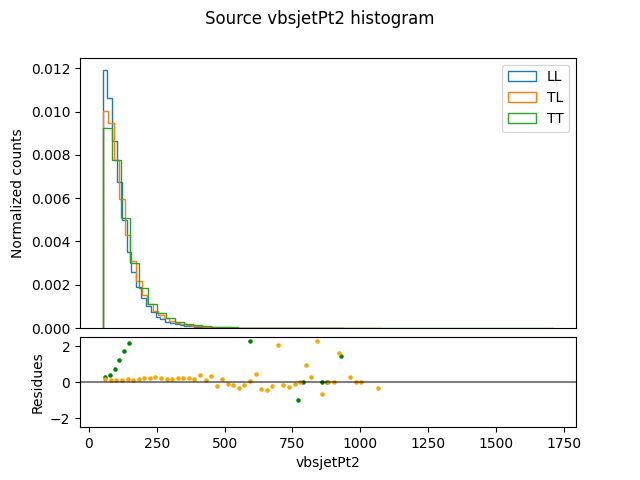 Source vbsjetPt2 histogram
0.012
0.010
0.008
0.006
0.004
0.002
0.000
Normalized counts
LL
TL
TT
2
0
−2
Residues
0
250
500
750
1000
1250
1500
1750
vbsjetPt2